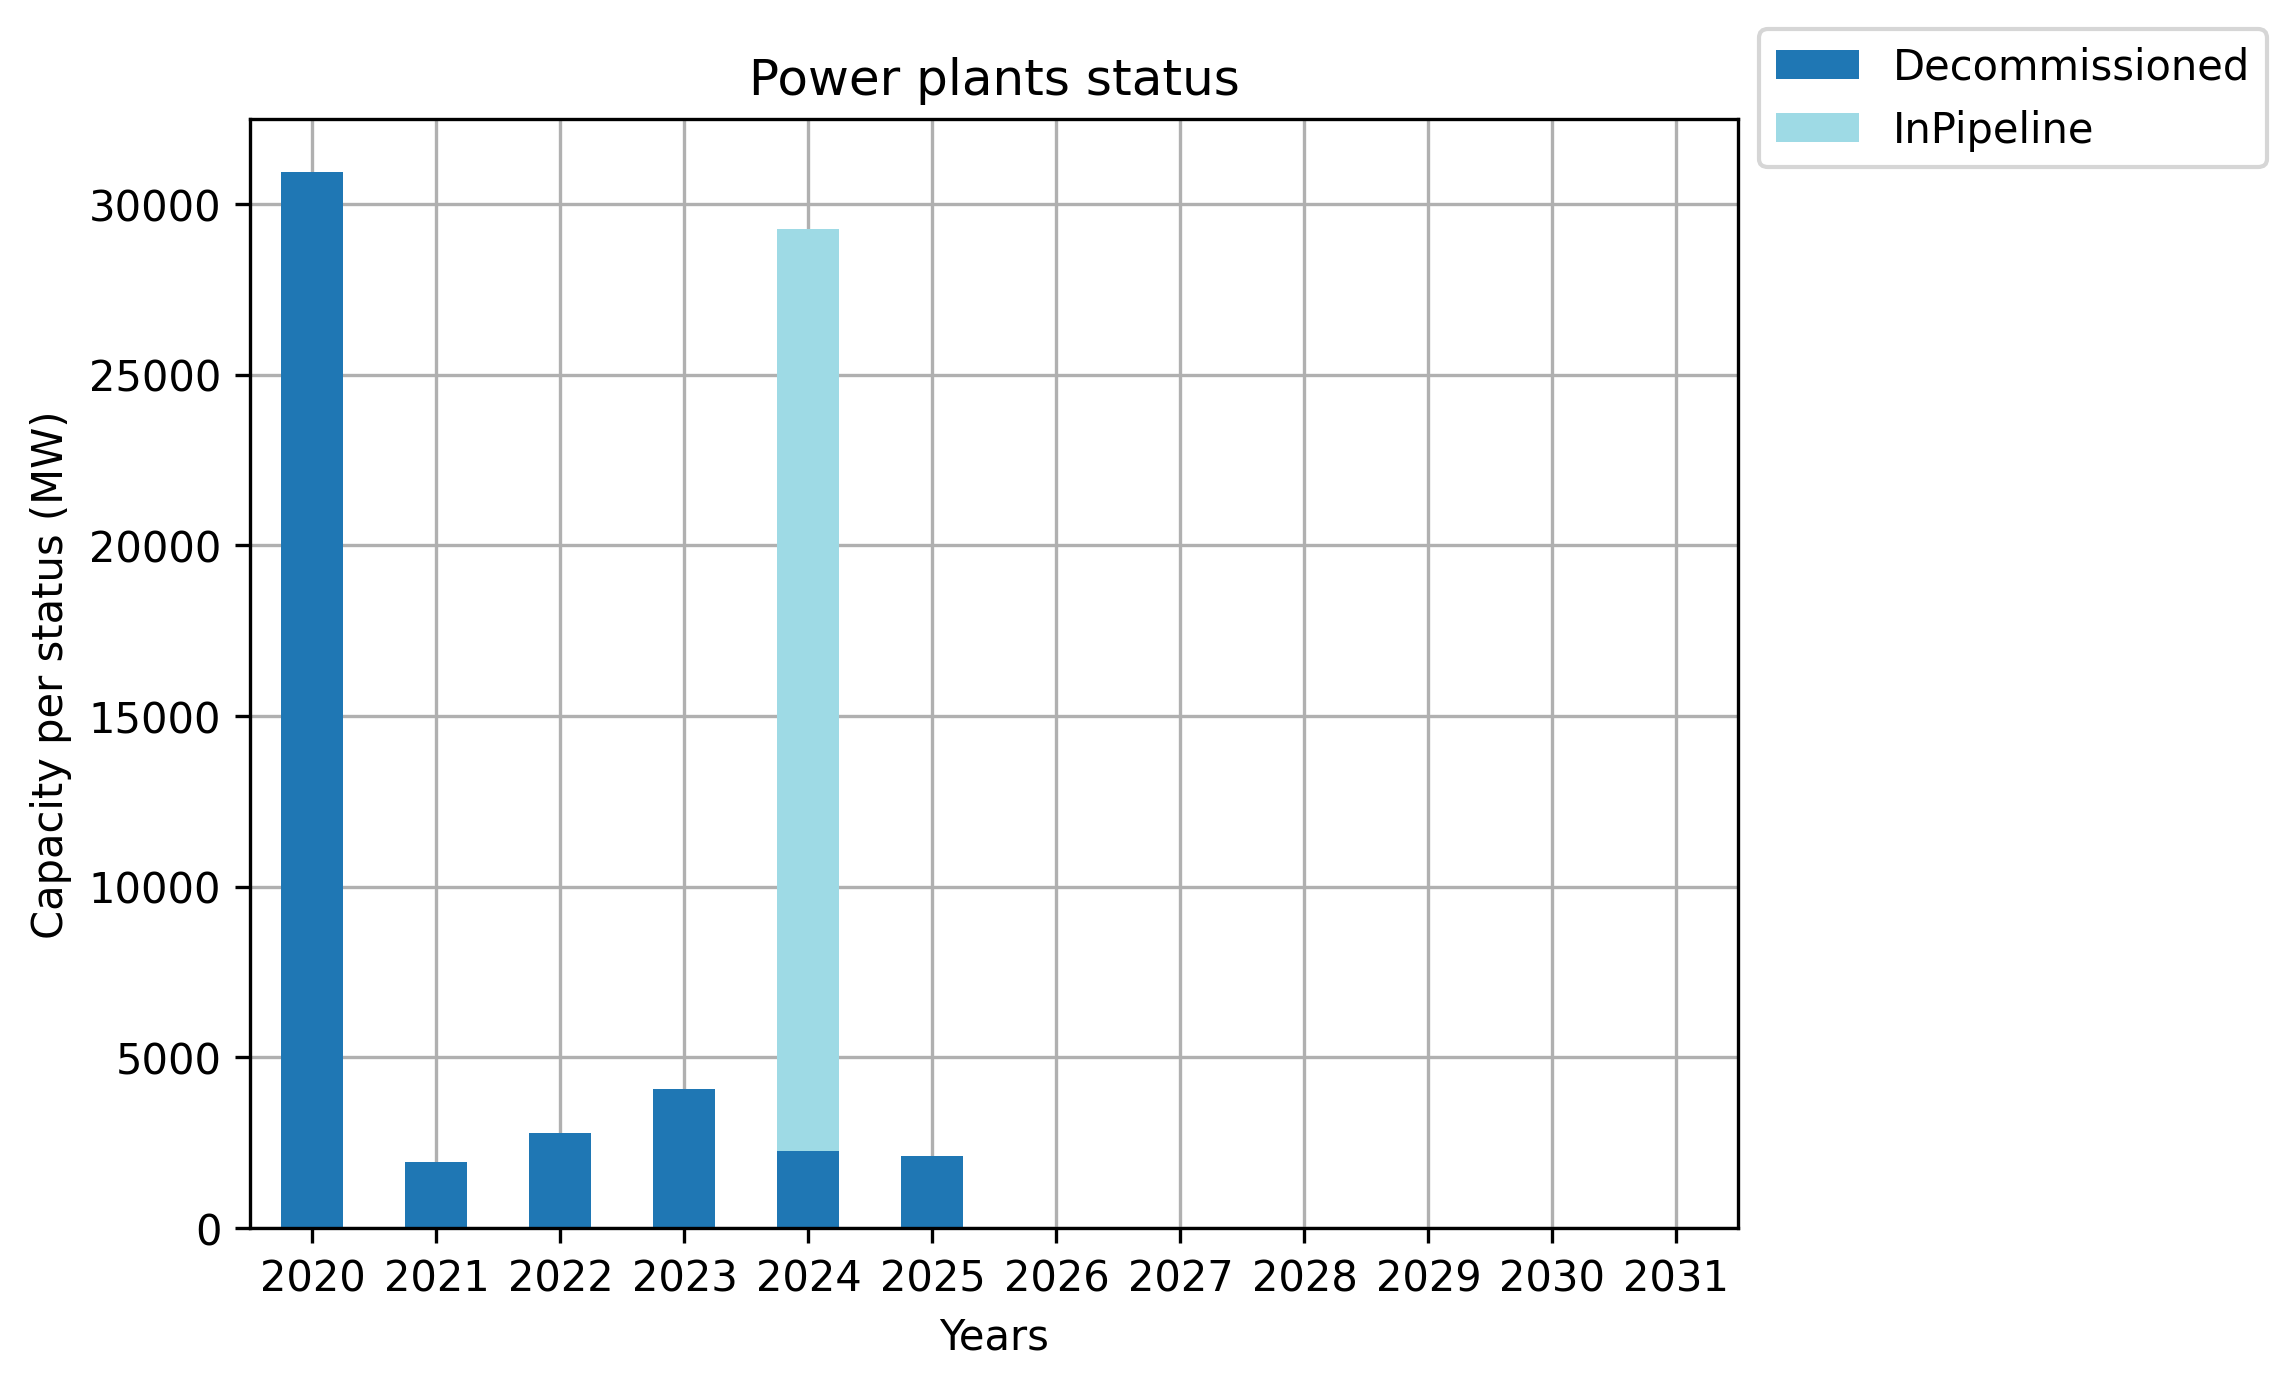 Power plants status
Decommissioned
InPipeline
Capacity per status (MW)
30000
25000
20000
15000
10000
5000
0
2020 2021 2022 2023 2024 2025 2026 2027 2028 2029 2030 2031
Years